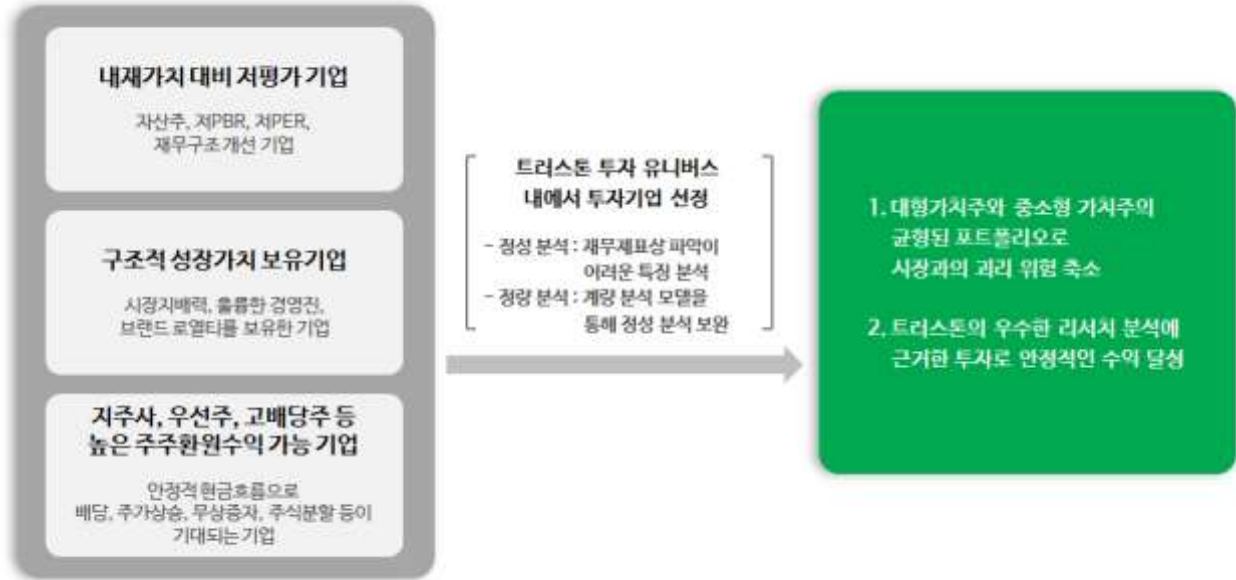 내재가치 대비 저평가 기업
자산주, 저PBR, 저PER,
재무구조 개선 기업
구조적 성장가치 보유기업
시장지배력, 훌륭한 경영진,
브랜드 로열티를 보유한 기업
지주사, 우선주, 고배당주 등
높은 주주환원수익 가능 기업
안정적 현금흐름으로
배당, 주가상승, 무상증자, 주식분할 등이
기대되는 기업
트러스톤 투자 유니버스
내에서 투자기업 선정
- 정성 분석 : 재무제표상 파악이
어려운 특징 분석
- 정량 분석 : 계량 분석 모델을
통해 정성 분석 보완
1. 대형가치주와 중소형 가치주의
균형된 포트폴리오로
시장과의 괴리 위험 축소
2. 트러스톤의 우수한 리서치 분석에
근거한 투자로 안정적인 수익 달성